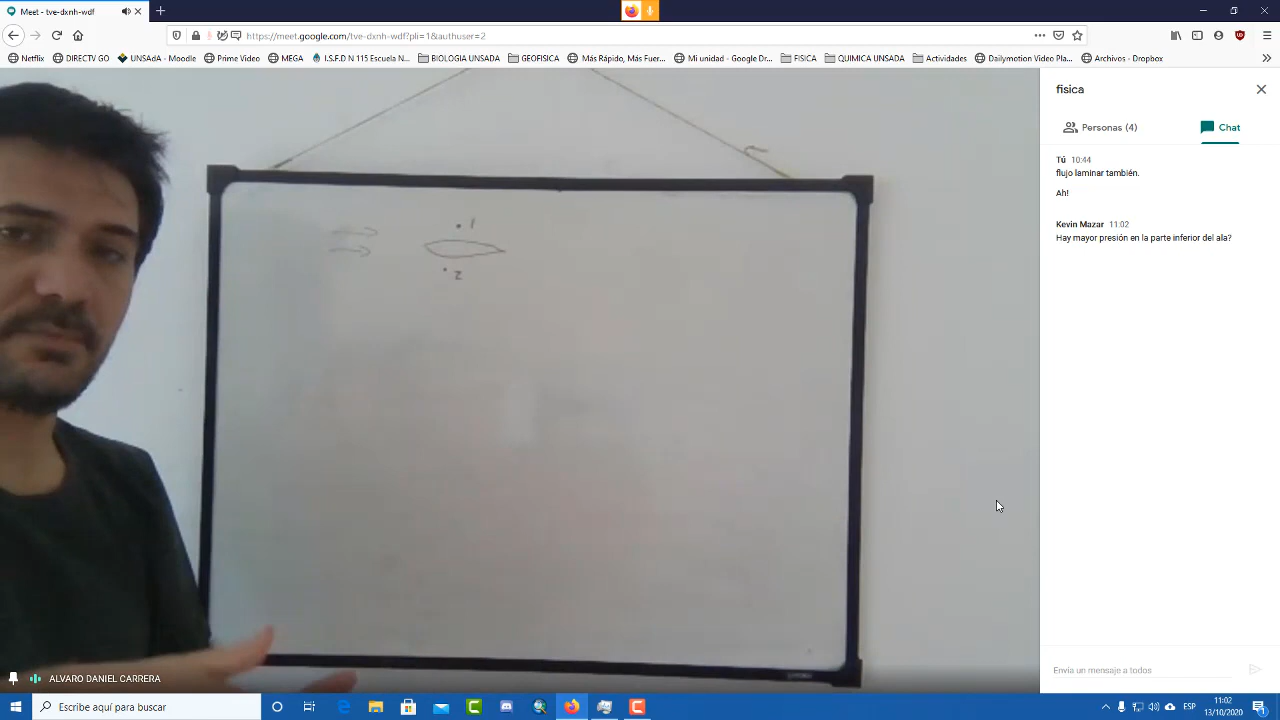 Meet - tve-dxnh-wdf
https://meet.google.com/tve-dxnh-wdf?pli=1&authuser=2
Netflix
DIRECTV GO
UNSAdA - Moodle
Prime Video
MEGA
I.S.F.D N 115 Escuela N...
BIOLOGIA UNSADA
GEOFISICA
Más Rápido, Más Fuer...
Mi unidad - Google Dr...
FISICA
QUIMICA UNSADA
Actividades
Dailymotion Video Pla...
Archivos - Dropbox
fisica
Personas (4)
Chat
Tú 10:44
flujo laminar también.
Ah!
Kevin Mazar 11:02
Hay mayor presión en la parte inferior del ala?
1
2
ALVARO DANIEL CARRERA
Envía un mensaje a todos
Escribe aquí para buscar
ESP
11:02
13/10/2020
1